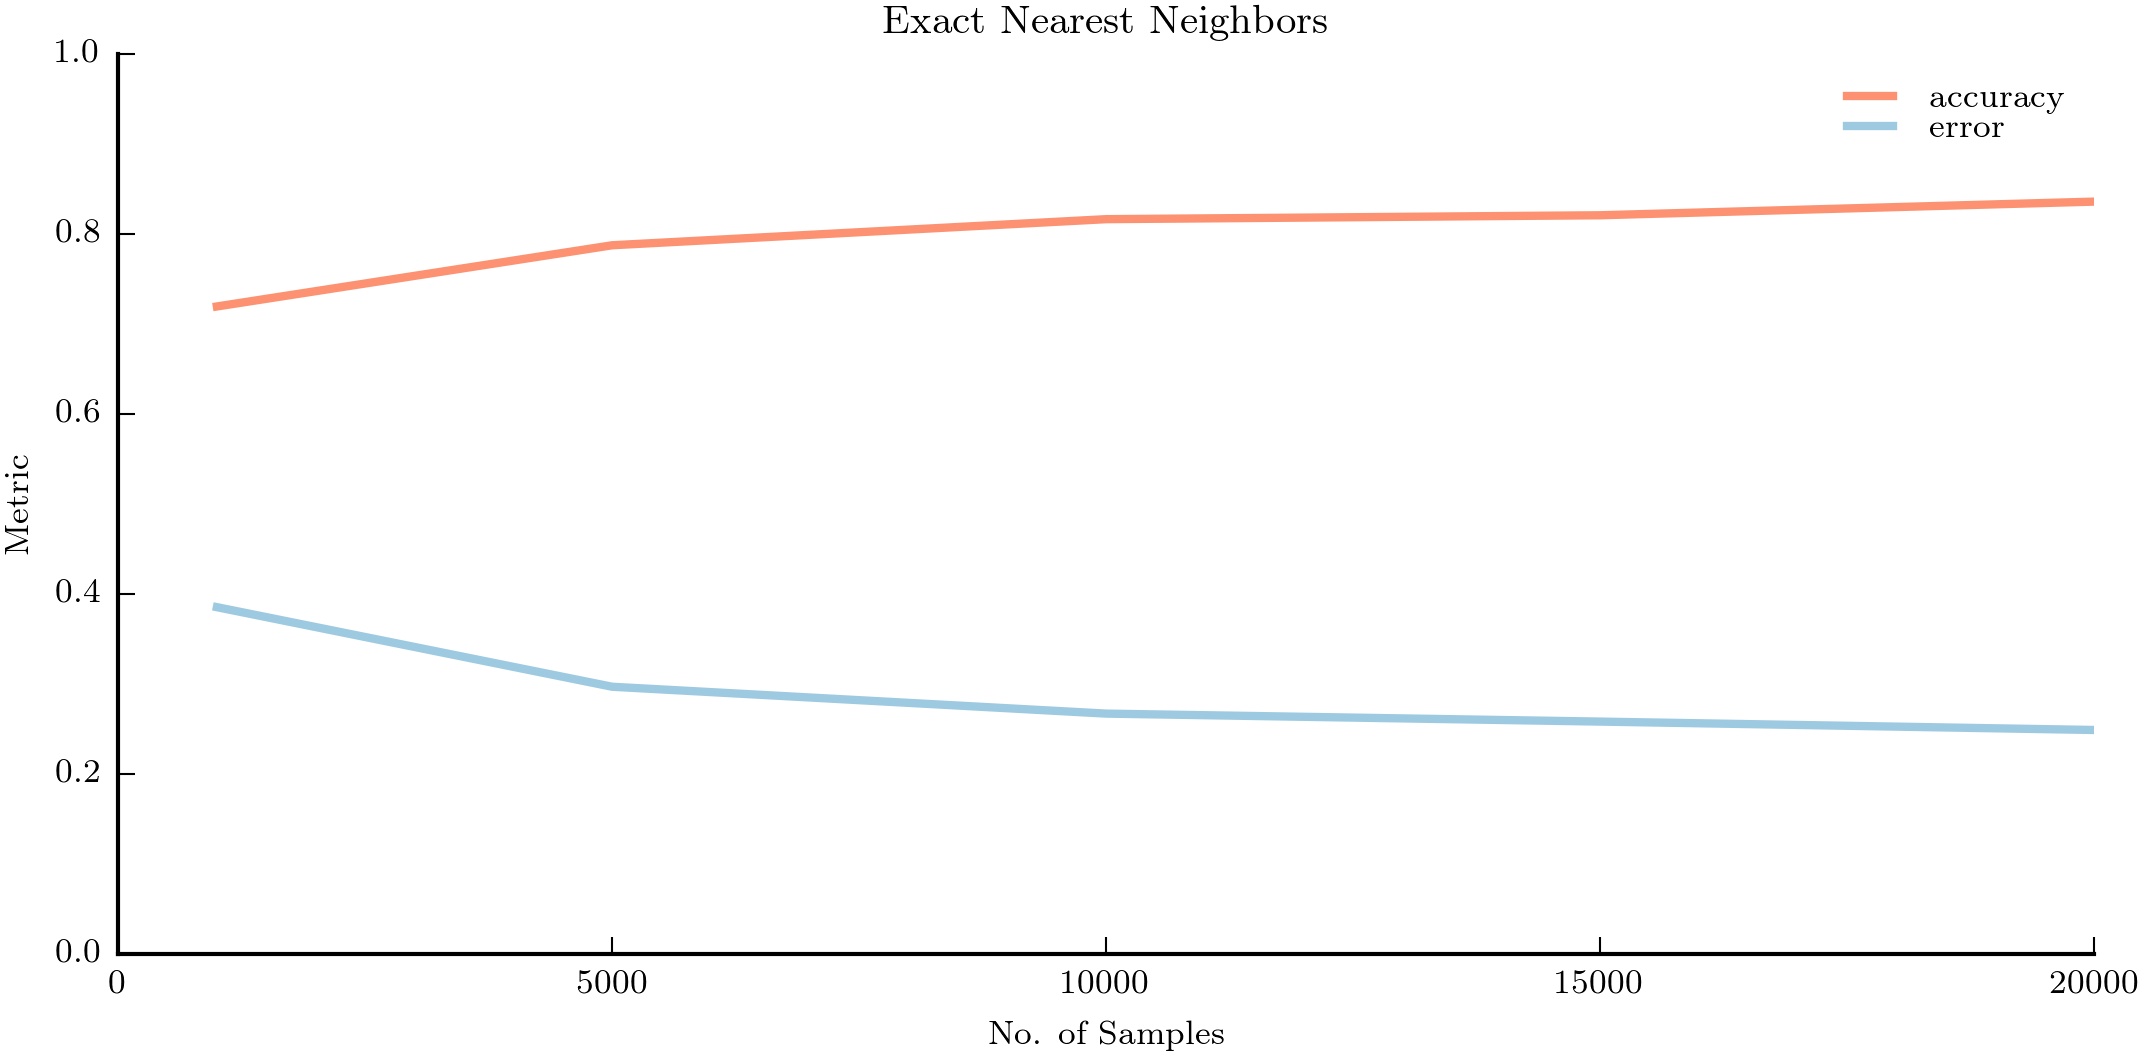 Exact Nearest Neighbors
1.0
accuracy
error
0.8
0.6
Metric
0.4
0.2
0.0
0 5000 10000 15000 20000
No. of Samples